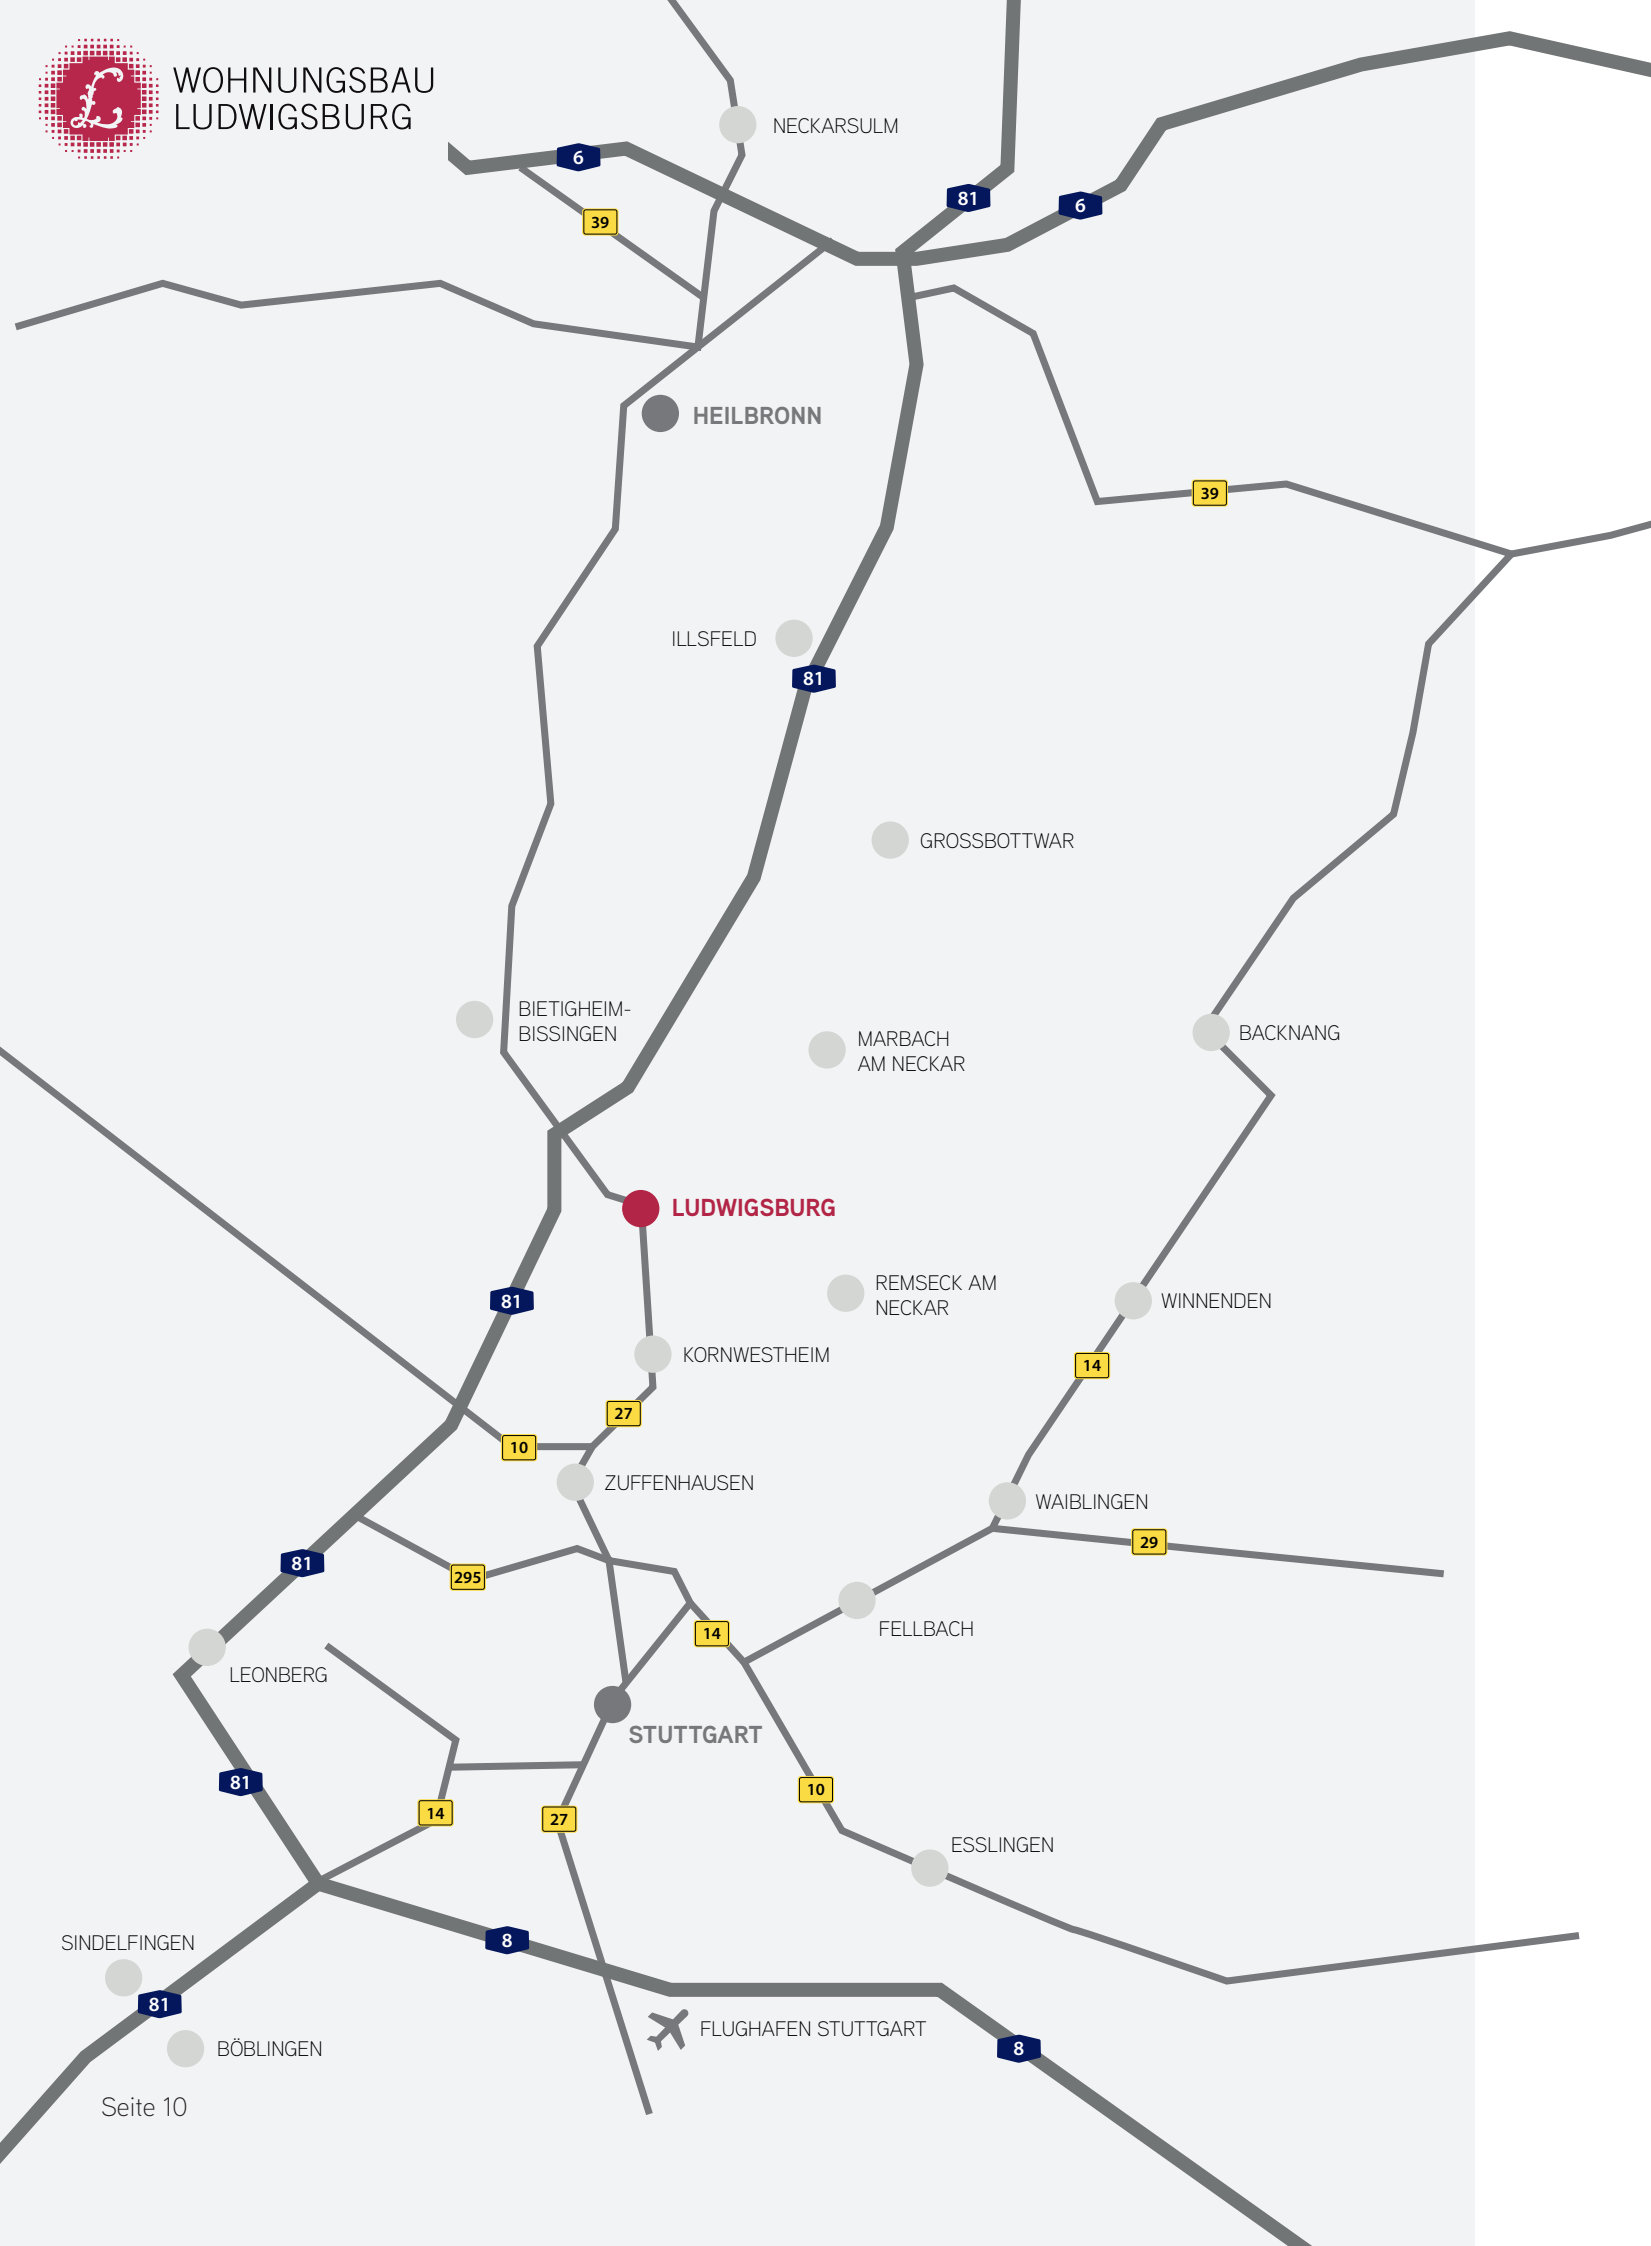 WOHNUNGSBAU
LUDWIGSBURG
NECKARSULM
6
81
6
39
HEILBRONN
39
ILLSFELD
81
GROSSBOTTWAR
BIETIGHEIM-
BISSINGEN
MARBACH
AM NECKAR
BACKNANG
LUDWIGSBURG
REMSECK AM
NECKAR
81
WINNENDEN
KORNWESTHEIM
14
27
10
ZUFFENHAUSEN
WAIBLINGEN
29
81
295
FELLBACH
14
LEONBERG
STUTTGART
81
10
14
27
ESSLINGEN
SINDELFINGEN
8
81
FLUGHAFEN STUTTGART
BÖBLINGEN
8
Seite 10